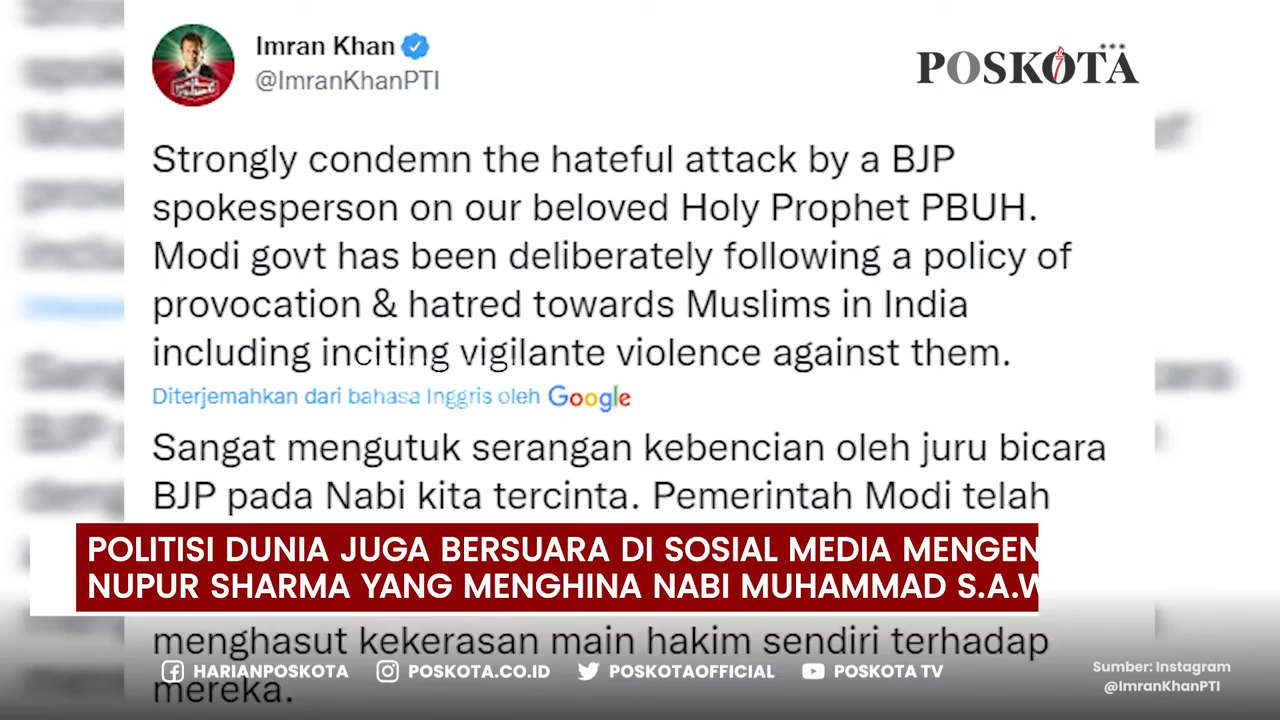 Imran Khan
@ImranKhanPTI
POSKOTA
Strongly condemn the hateful attack by a BJP
spokesperson on our beloved Holy Prophet PBUH.
Modi govt has been deliberately following a policy of
provocation & hatred towards Muslims in India
including inciting vigilante violence against them.
Diterjemahkan dari bahasa Inggris oleh Google
Sangat mengutuk serangan kebencian oleh juru bicara
BJP pada Nabi kita tercinta. Pemerintah Modi telah
POLITISI DUNIA JUGA BERSUARA DI SOSIAL MEDIA MENGEN
NUPUR SHARMA YANG MENGHINA NABI MUHAMMAD S.A.W
menghasut kekerasan main hakim sendiri terhadap
mereka.
HARIANPOSKOTA POSKOTA.CO.ID POSKOTAOFFICIAL POSKOTA TV
Sumber: Instagram
@ImranKhanPTI